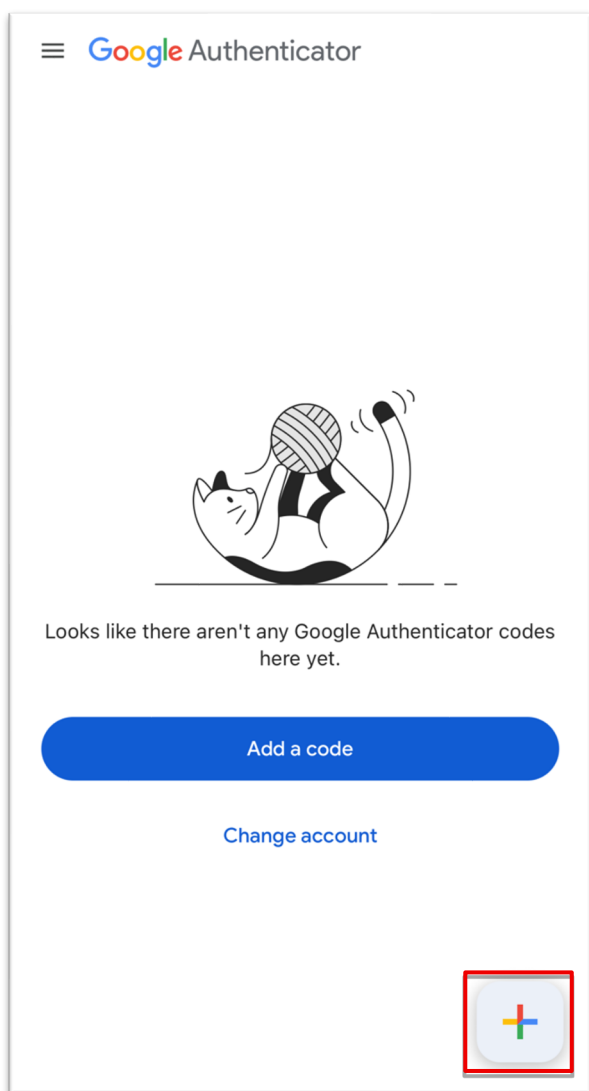 Google Authenticator
Looks like there aren't any Google Authenticator codes
here yet.
Add a code
Change account